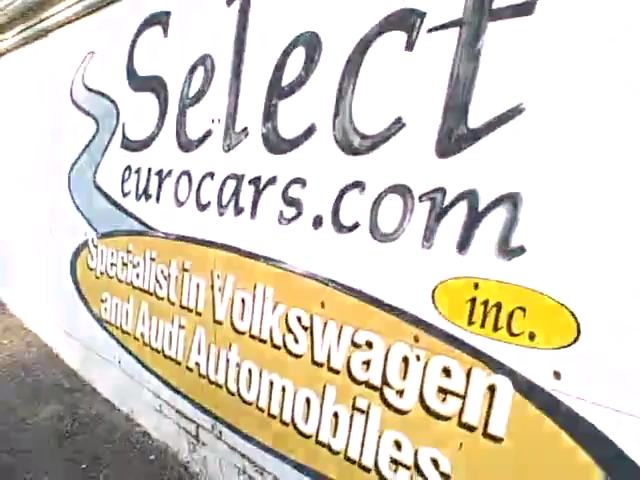 Select
eurocars.com
inc.
Specialist in Volkswagen
and Audi Automobiles